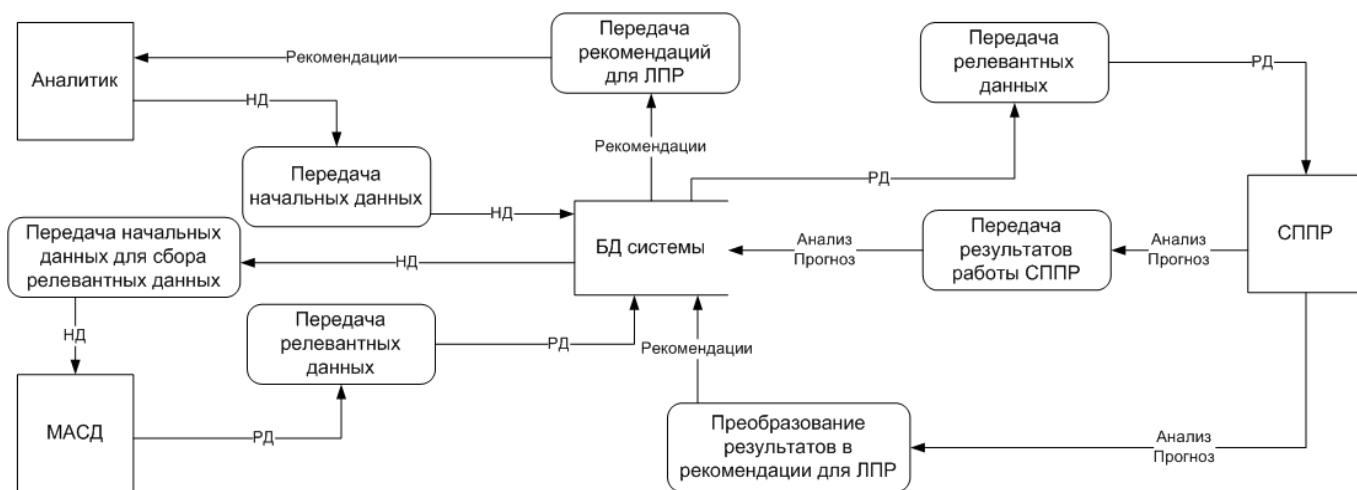 Передача
рекомендаций
для ЛПР
Передача
релевантных
данных
Рекомендации
РД
Аналитик
НД
Рекомендации
Передача
начальных данных
РД
НД
Передача начальных
данных для сбора
релевантных данных
БД системы
Анализ
Прогноз
Передача
результатов
работы СППР
Анализ
Прогноз
СППР
НД
НД
Передача
релевантных
данных
РД
Рекомендации
МАСД
РД
Преобразование
результатов в
рекомендации для ЛПР
Анализ
Прогноз